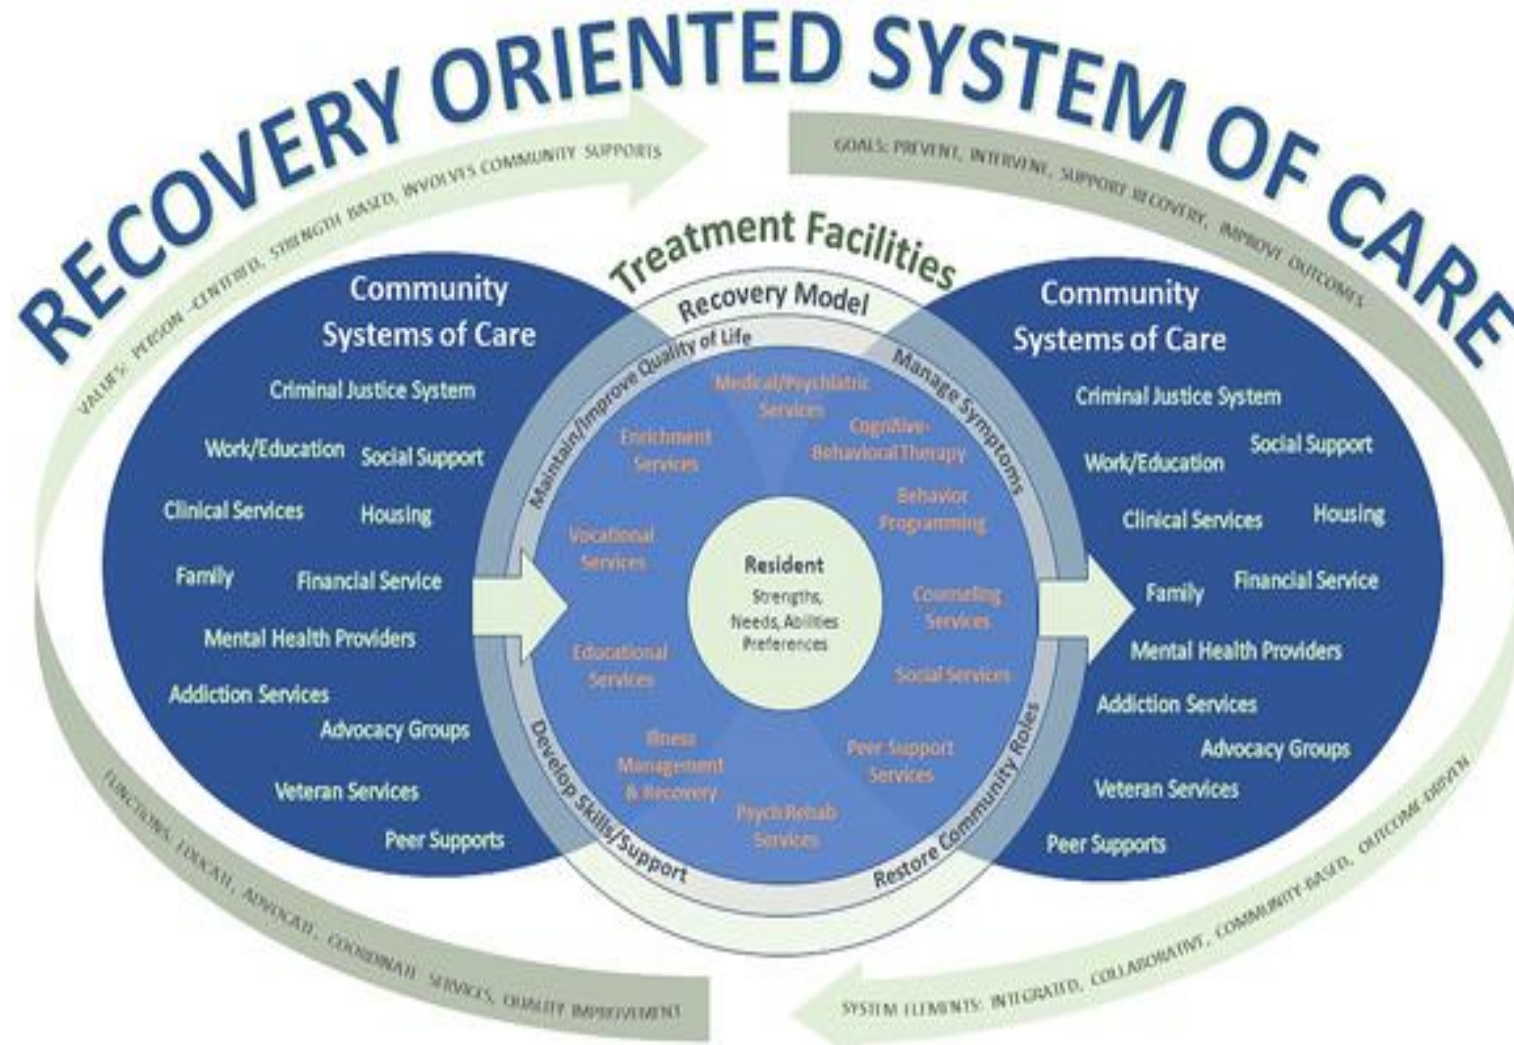 RECOVERY ORIENTED SYSTEM OF CARE
VALUES: PERSON –CENTERED, STRENGTH BASED, INVOLVES COMMUNITY SUPPORTS
GOALS: PREVENT, INTERVENE, SUPPORT RECOVERY, IMPROVE OUTCOMES
Treatment Facilities
Recovery Model
Community
Systems of Care
Criminal Justice System
Work/Education
Social Support
Clinical Services
Housing
Family
Financial Service
Mental Health Providers
Addiction Services
Advocacy Groups
Veteran Services
Peer Supports
Maintain/Improve Quality of Life
Manage Symptoms
Develop Skills/Support
Restore Community Roles
Medical/Psychiatric
Services
Cognitive-
Behavioral Therapy
Behavior
Programming
Counseling
Services
Social Services
Peer Support
Services
Psych Rehab
Services
Illness
Management
& Recovery
Educational
Services
Vocational
Services
Enrichment
Services
Resident
Strengths,
Needs, Abilities
Preferences
Community
Systems of Care
Criminal Justice System
Social Support
Work/Education
Clinical Services
Housing
Family
Financial Service
Mental Health Providers
Addiction Services
Advocacy Groups
Veteran Services
Peer Supports
FUNCTIONS: EDUCATE, ADVOCATE, COORDINATE SERVICES, QUALITY IMPROVEMENT
SYSTEM ELEMENTS: INTEGRATED, COLLABORATIVE, COMMUNITY-BASED, OUTCOME-DRIVEN